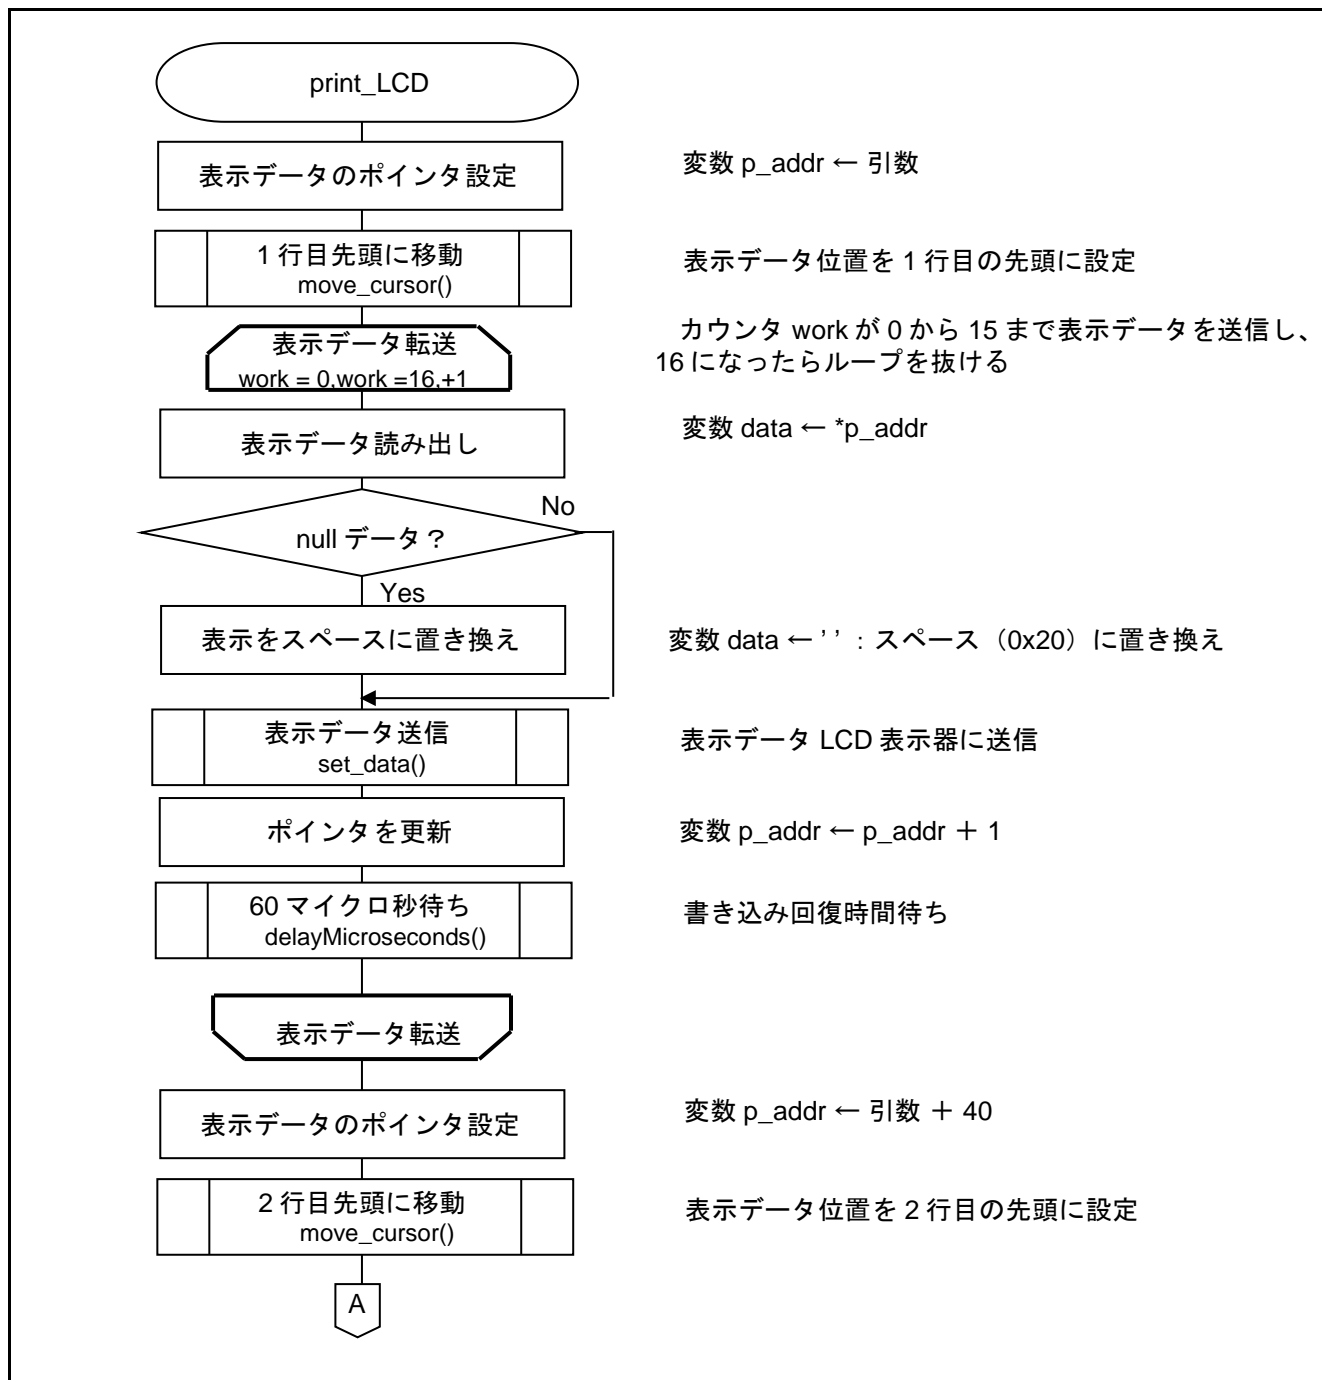 print_LCD
表示データのポインタ設定
変数 p_addr ← 引数
1 行目先頭に移動
move_cursor()
表示データ位置を 1 行目の先頭に設定
表示データ転送
work = 0,work =16,+1
カウンタ work が 0 から 15 まで表示データを送信し、
16 になったらループを抜ける
表示データ読み出し
変数 data ← *p_addr
null データ？
No
Yes
表示をスペースに置き換え
変数 data ← ’ ’ ：スペース（0x20）に置き換え
表示データ送信
set_data()
表示データ LCD 表示器に送信
ポインタを更新
変数 p_addr ← p_addr ＋ 1
60 マイクロ秒待ち
delayMicroseconds()
書き込み回復時間待ち
表示データ転送
表示データのポインタ設定
変数 p_addr ← 引数 ＋ 40
2 行目先頭に移動
move_cursor()
表示データ位置を 2 行目の先頭に設定
A